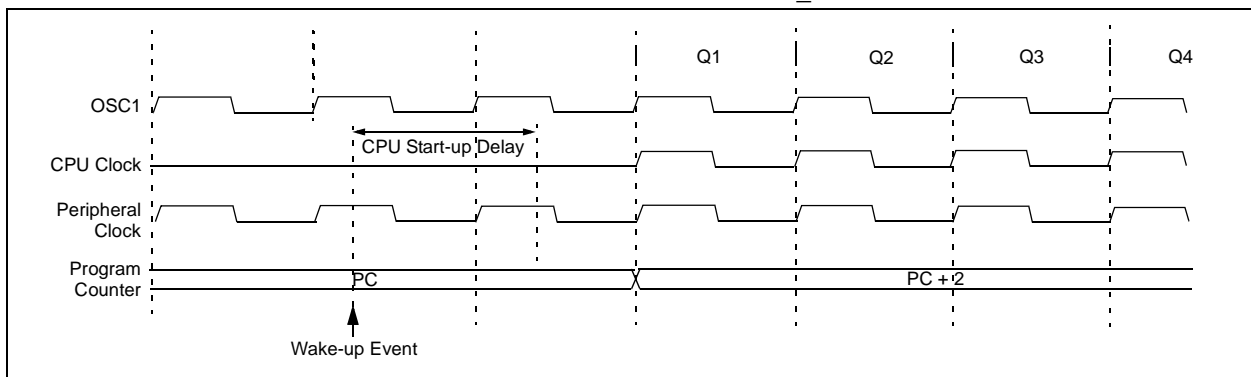 Q1 Q2 Q3 Q4
OSC1
CPU Start-up Delay
CPU Clock
Peripheral
Clock
Program
Counter
PC PC + 2
Wake-up Event